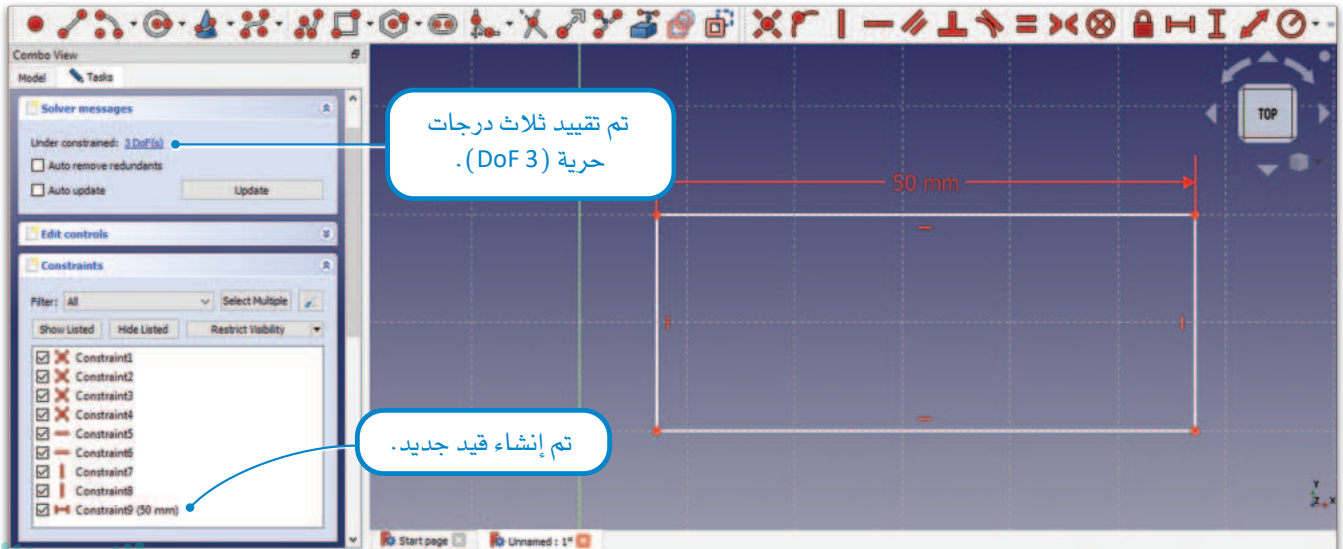 Combo View
Model
Tasks
Solver messages
Under constrained: 3 DoF(s)
Auto remove redundants
Auto update
Update
Edit controls
Constraints
Filter: All
Select Multiple
Show Listed
Hide Listed
Restrict Visibility
Constraint1
Constraint2
Constraint3
Constraint4
Constraint5
Constraint6
Constraint7
Constraint8
Constraint9 (50 mm)
تم تقييد ثلاث درجات
حرية (3 DoF).
تم إنشاء قيد جديد.
50 mm
TOP
Y
Z
X
Start page
Unnamed : 1*